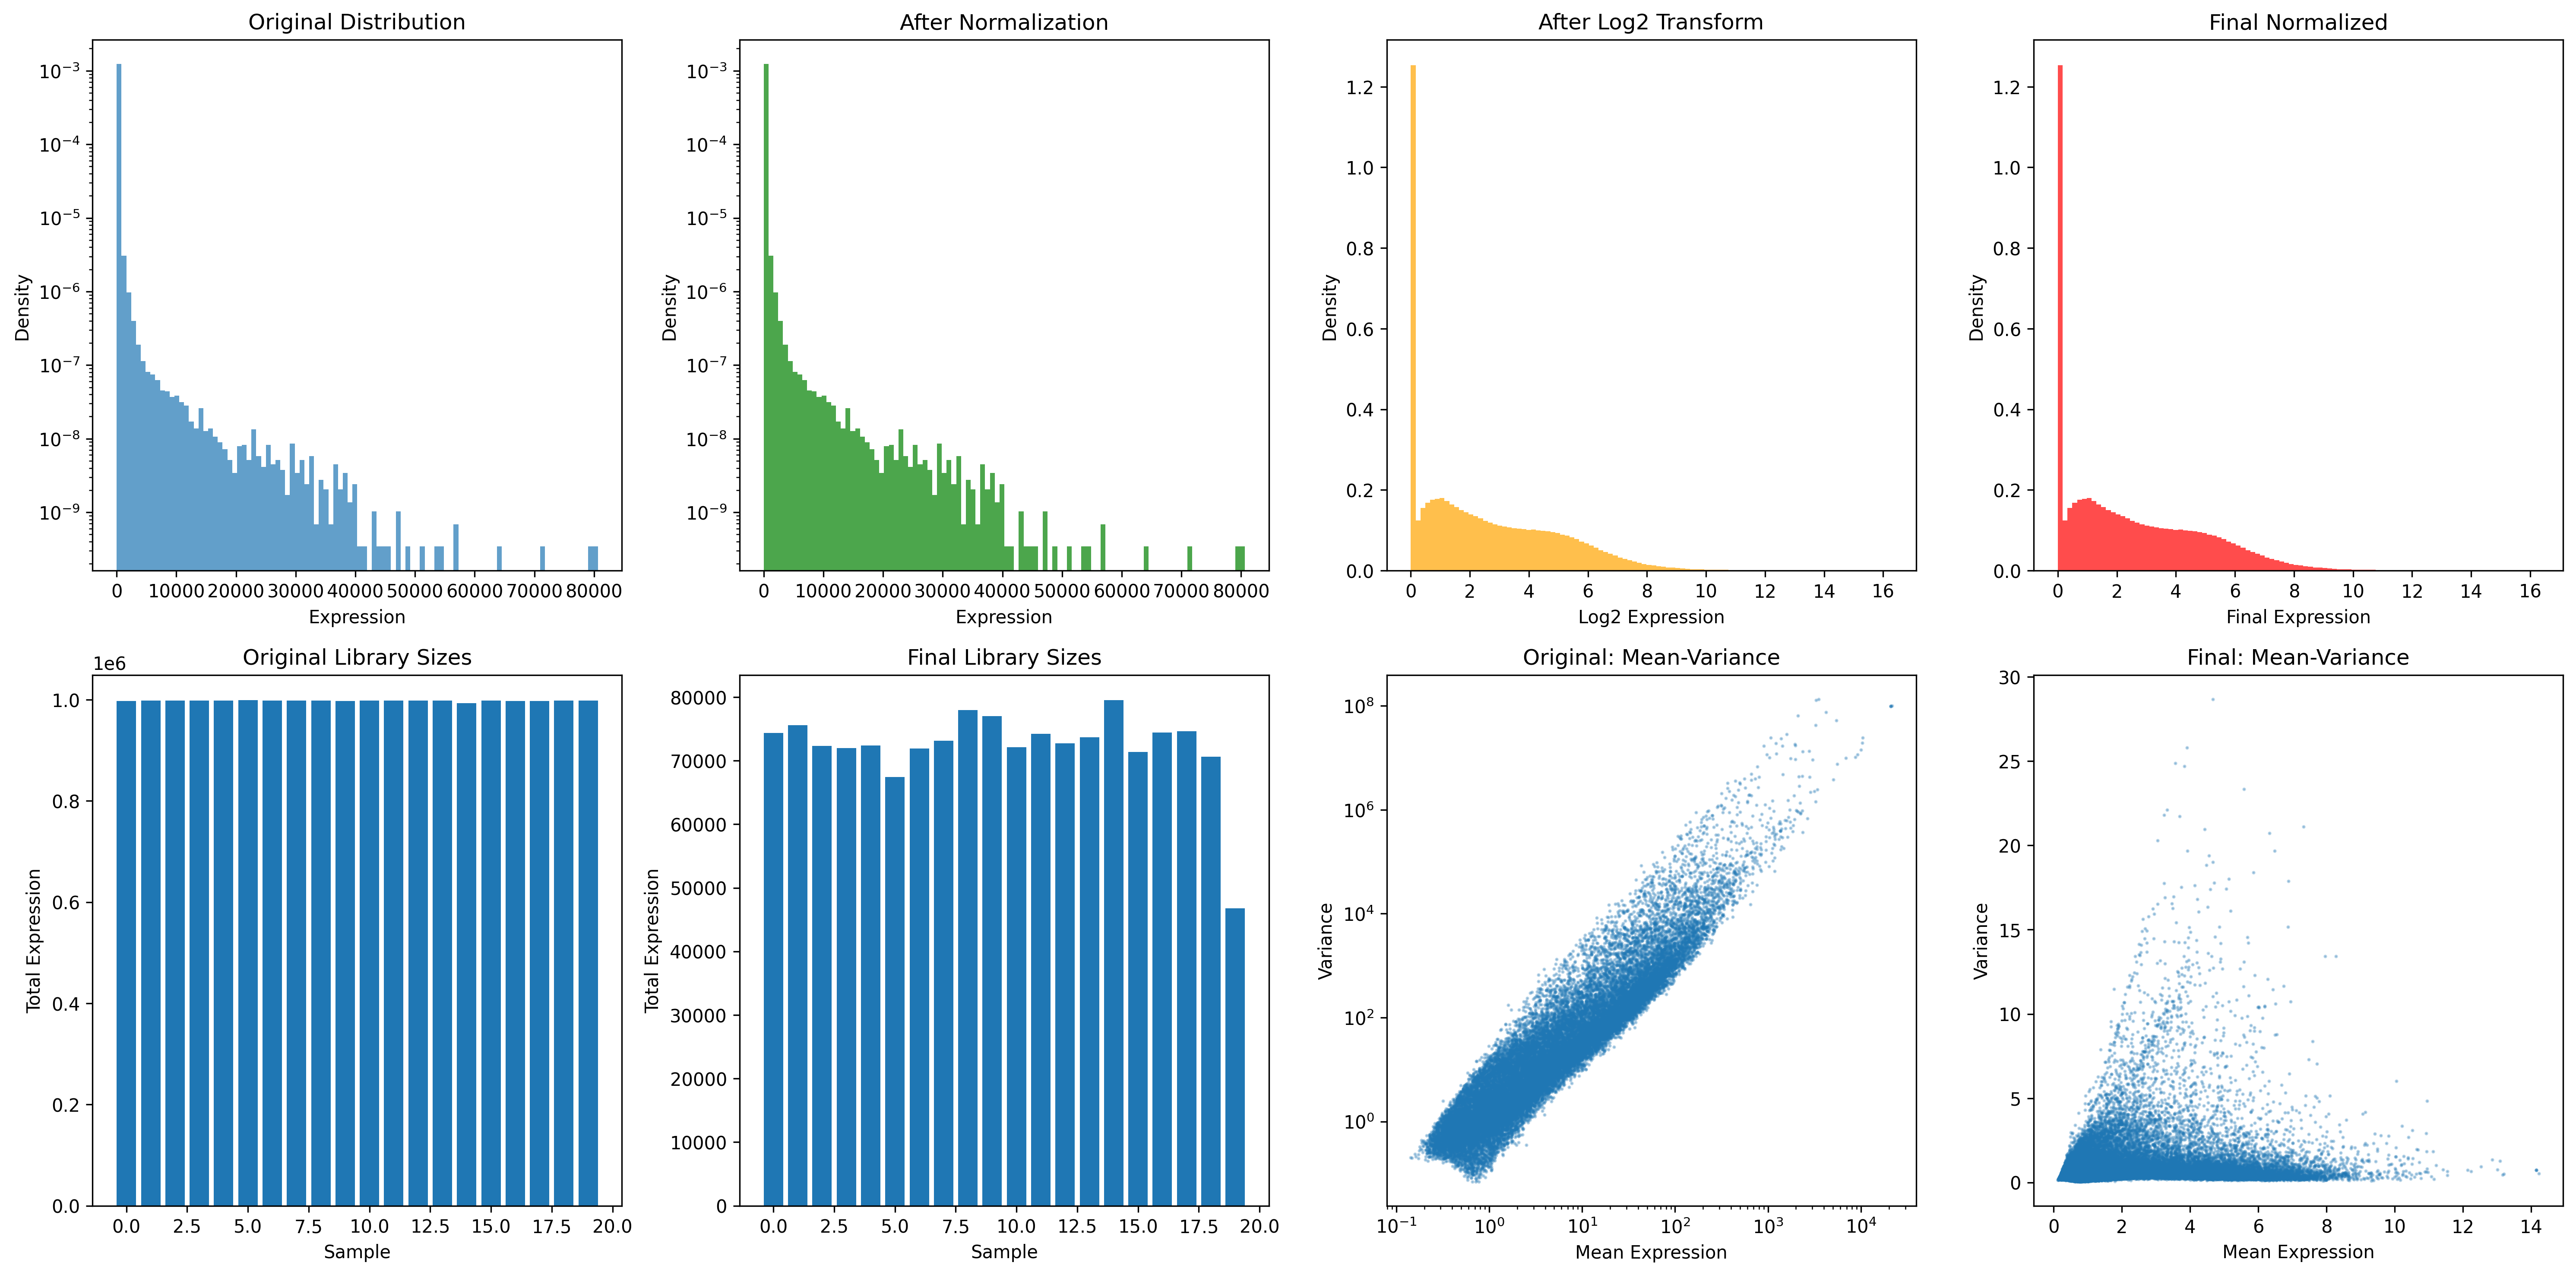 Original Distribution
10⁻³
10⁻⁴
10⁻⁵
10⁻⁶
10⁻⁷
10⁻⁸
10⁻⁹
Density
0 10000 20000 30000 40000 50000 60000 70000 80000
Expression
After Normalization
10⁻³
10⁻⁴
10⁻⁵
10⁻⁶
10⁻⁷
10⁻⁸
10⁻⁹
Density
0 10000 20000 30000 40000 50000 60000 70000 80000
Expression
After Log2 Transform
1.2
1.0
0.8
0.6
0.4
0.2
0.0
Density
0 2 4 6 8 10 12 14 16
Log2 Expression
Final Normalized
1.2
1.0
0.8
0.6
0.4
0.2
0.0
Density
0 2 4 6 8 10 12 14 16
Final Expression
Original Library Sizes
1e6
1.0
0.8
0.6
0.4
0.2
0.0
Total Expression
0.0 2.5 5.0 7.5 10.0 12.5 15.0 17.5 20.0
Sample
Final Library Sizes
80000
70000
60000
50000
40000
30000
20000
10000
0
Total Expression
0.0 2.5 5.0 7.5 10.0 12.5 15.0 17.5 20.0
Sample
Original: Mean-Variance
10⁸
10⁶
10⁴
10²
10⁰
Variance
10⁻¹ 10⁰ 10¹ 10² 10³ 10⁴
Mean Expression
Final: Mean-Variance
30
25
20
15
10
5
0
Variance
0 2 4 6 8 10 12 14
Mean Expression